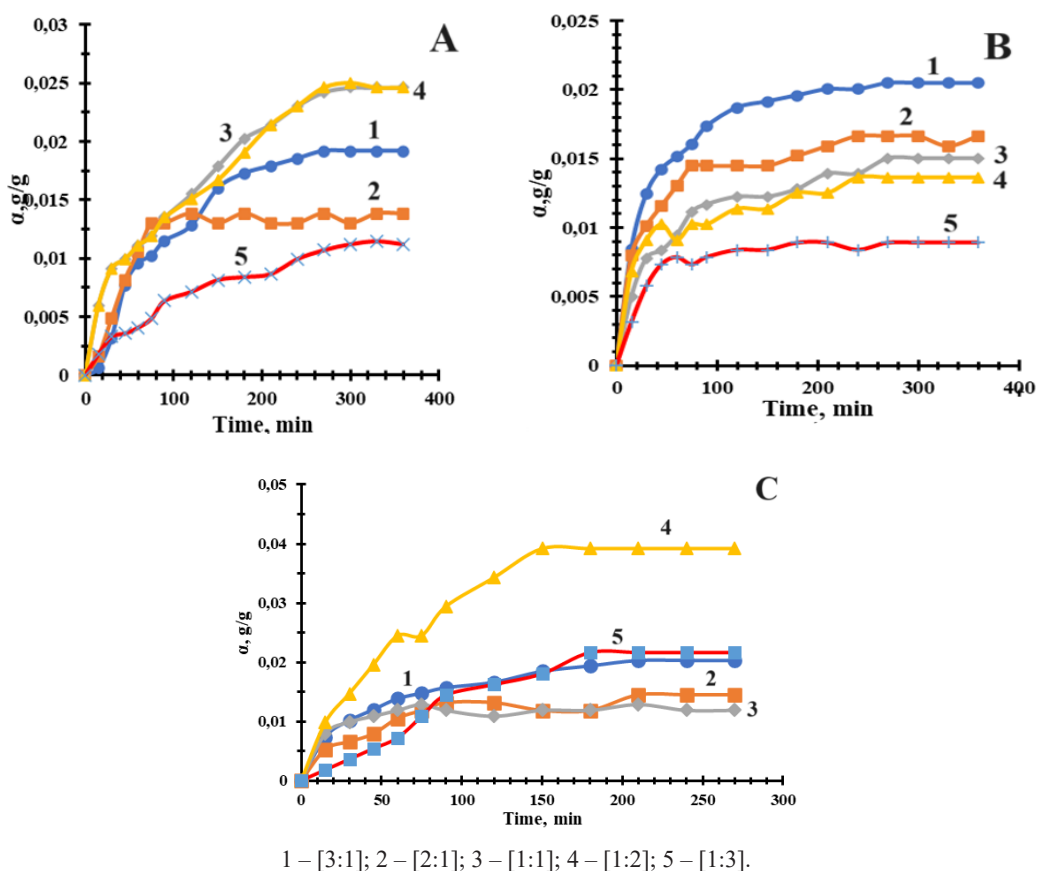 0,03
0,025
0,02
0,015
0,01
0,005
0
α,g/g
A
4
3
1
2
5
0 100 200 300 400
Time, min
0,025
0,02
0,015
0,01
0,005
0
α,g/g
B
1
2
3
4
5
0 100 200 300 400
Time, min
0,05
0,04
0,03
0,02
0,01
0
α, g/g
C
4
5
1
2
3
0 50 100 150 200 250 300
Time, min
1 – [3:1]; 2 – [2:1]; 3 – [1:1]; 4 – [1:2]; 5 – [1:3].